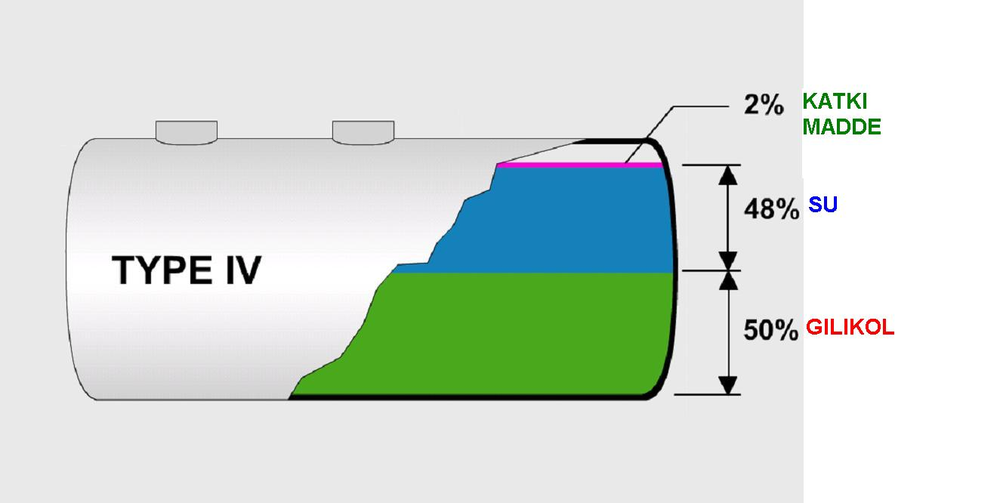 2% KATKI
MADDE
48% SU
TYPE IV
50% GILIKOL